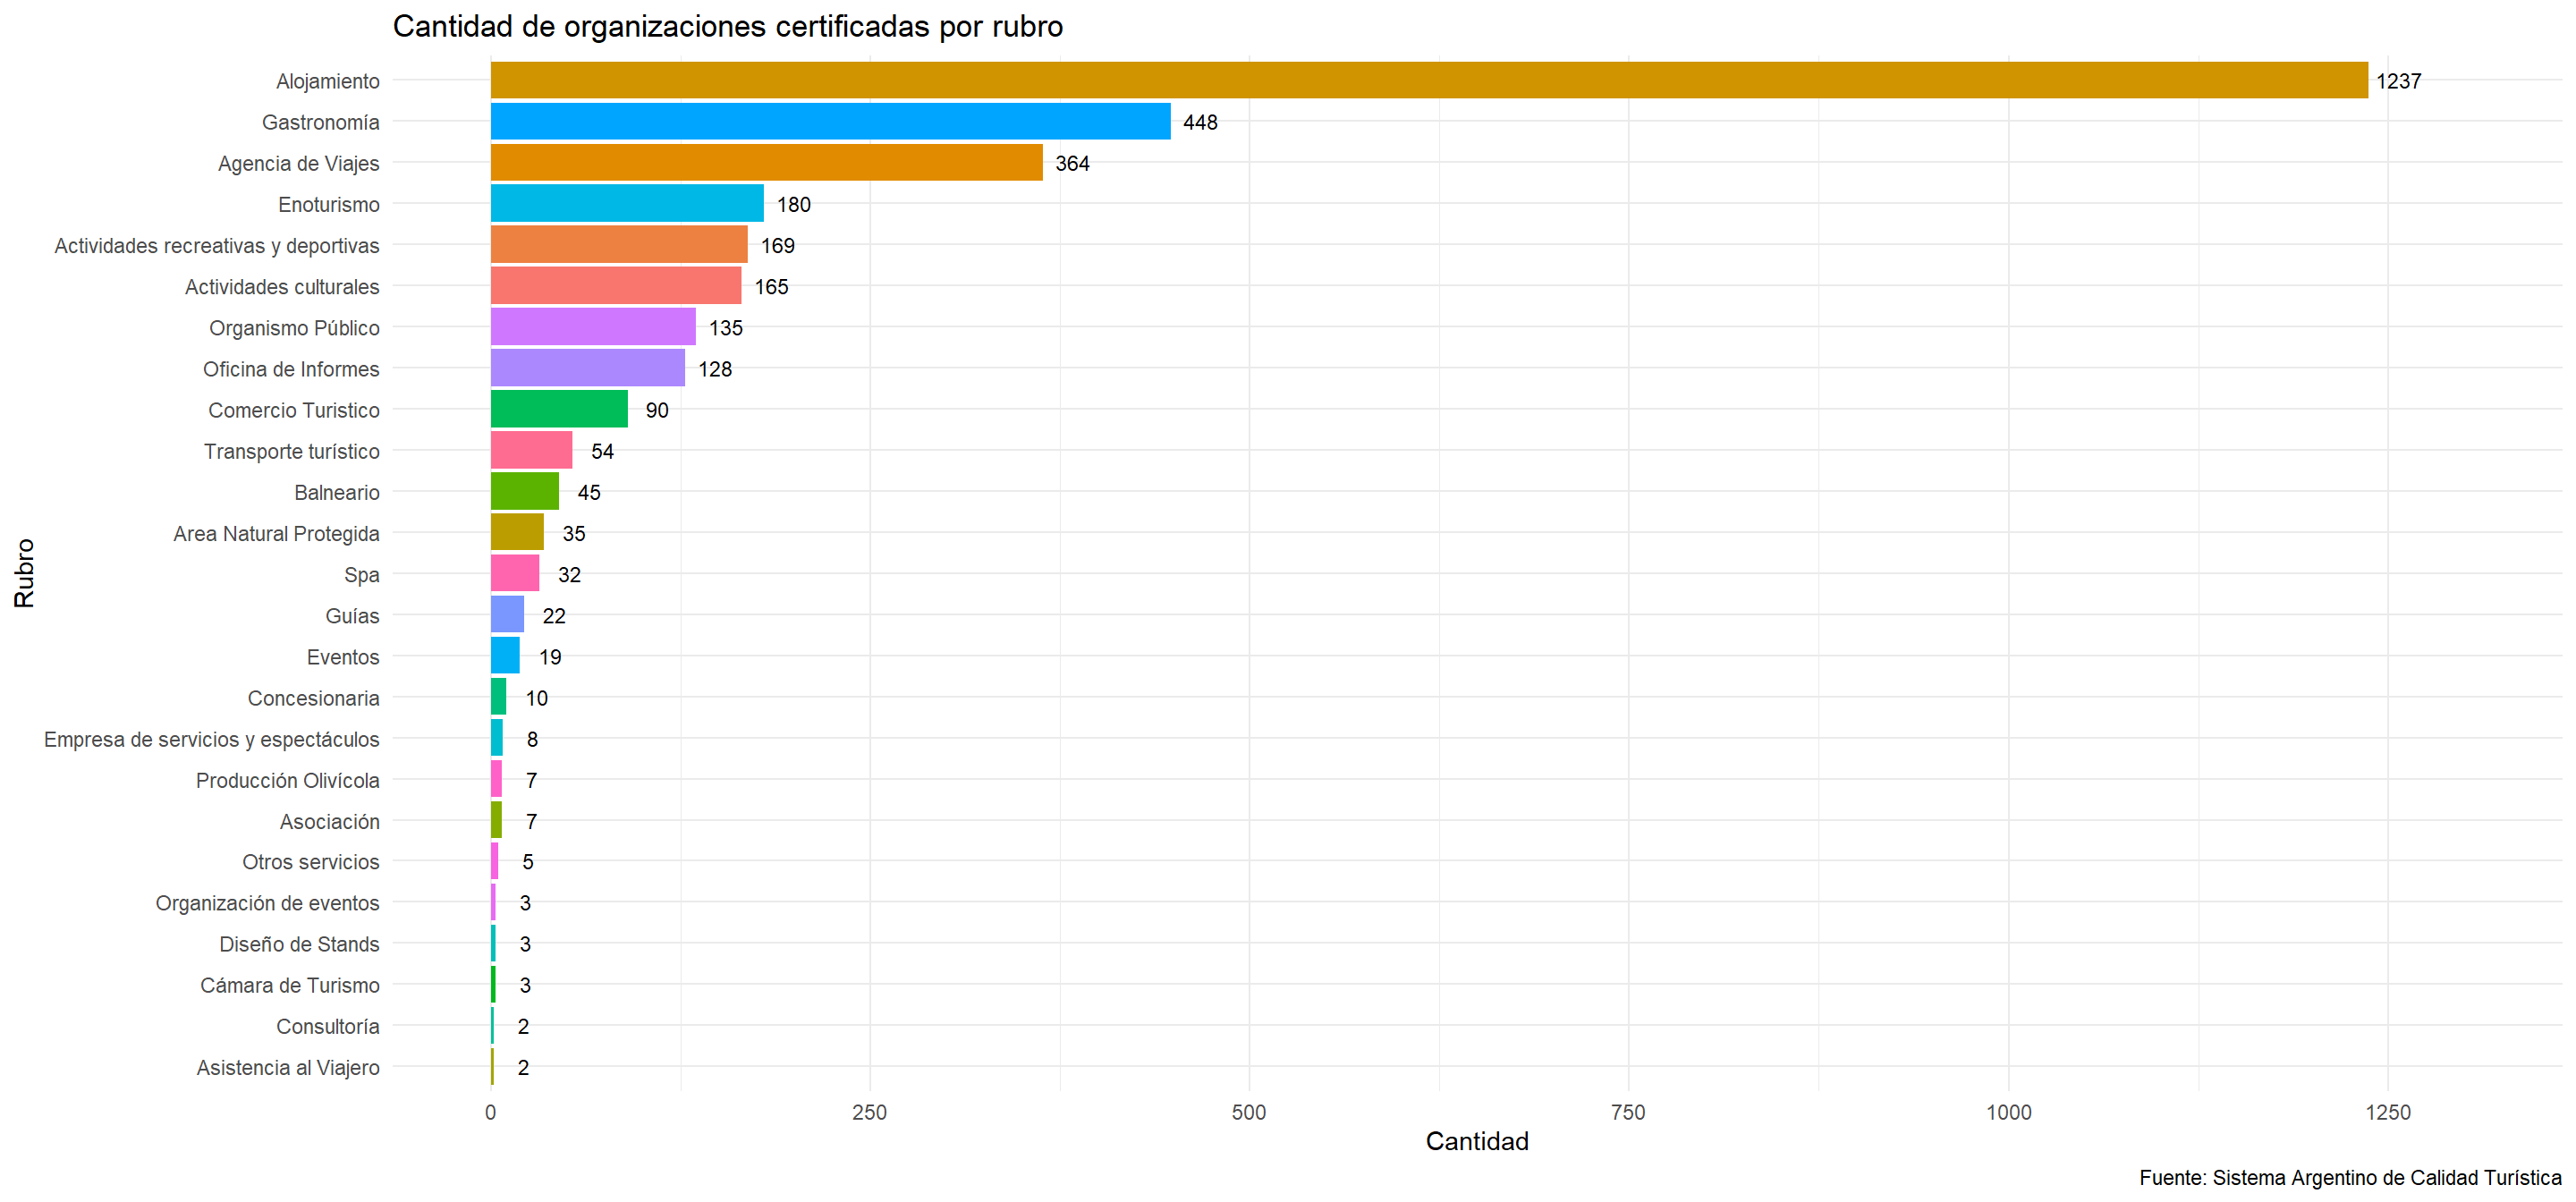 Cantidad de organizaciones certificadas por rubro
Alojamiento 1237
Gastronomía 448
Agencia de Viajes 364
Enoturismo 180
Actividades recreativas y deportivas 169
Actividades culturales 165
Organismo Público 135
Oficina de Informes 128
Comercio Turistico 90
Transporte turístico 54
Balneario 45
Area Natural Protegida 35
Spa 32
Guías 22
Eventos 19
Concesionaria 10
Empresa de servicios y espectáculos 8
Producción Olivícola 7
Asociación 7
Otros servicios 5
Organización de eventos 3
Diseño de Stands 3
Cámara de Turismo 3
Consultoría 2
Asistencia al Viajero 2
Rubro
0 250 500 750 1000 1250
Cantidad
Fuente: Sistema Argentino de Calidad Turística